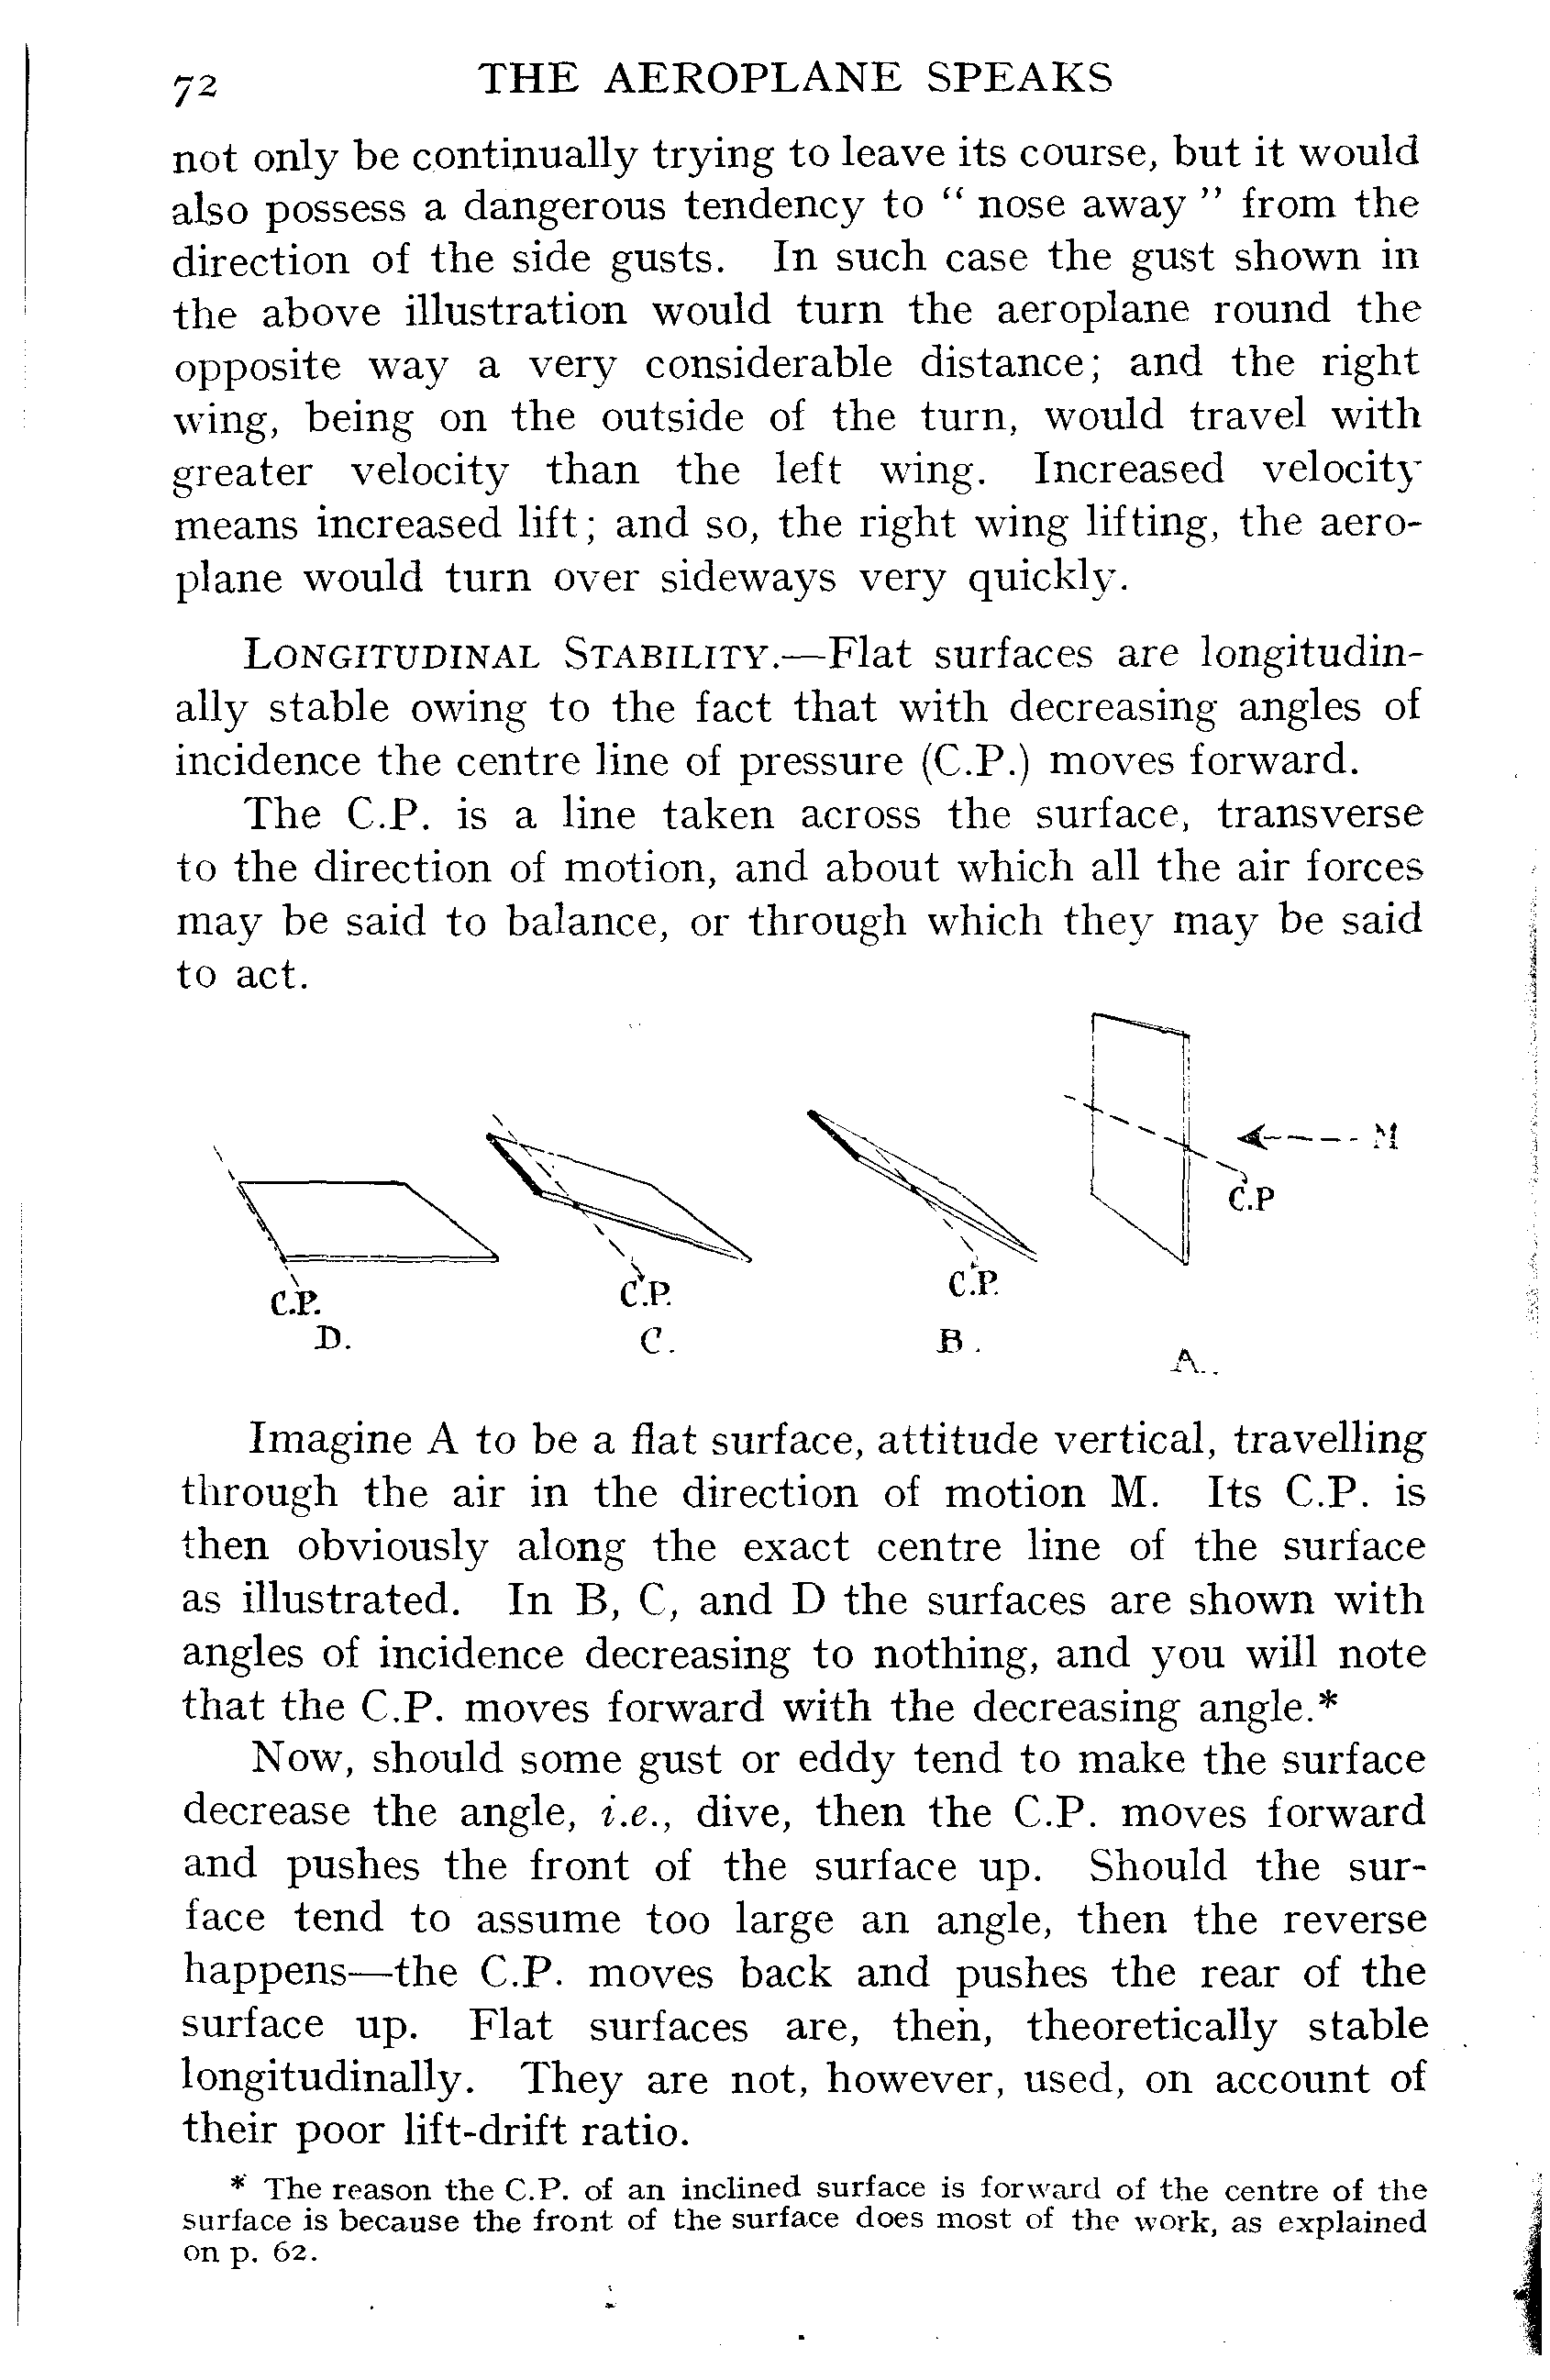 72 THE AEROPLANE SPEAKS
not only be continually trying to leave its course, but it would
also possess a dangerous tendency to “ nose away ” from the
direction of the side gusts. In such case the gust shown in
the above illustration would turn the aeroplane round the
opposite way a very considerable distance; and the right
wing, being on the outside of the turn, would travel with
greater velocity than the left wing. Increased velocity
means increased lift; and so, the right wing lifting, the aero-
plane would turn over sideways very quickly.
LONGITUDINAL STABILITY.—Flat surfaces are longitudin-
ally stable owing to the fact that with decreasing angles of
incidence the centre line of pressure (C.P.) moves forward.
The C.P. is a line taken across the surface, transverse
to the direction of motion, and about which all the air forces
may be said to balance, or through which they may be said
to act.
M
C.P
C.P. C.P. C.P.
D. C. B. A.
Imagine A to be a flat surface, attitude vertical, travelling
through the air in the direction of motion M. Its C.P. is
then obviously along the exact centre line of the surface
as illustrated. In B, C, and D the surfaces are shown with
angles of incidence decreasing to nothing, and you will note
that the C.P. moves forward with the decreasing angle.*
Now, should some gust or eddy tend to make the surface
decrease the angle, i.e., dive, then the C.P. moves forward
and pushes the front of the surface up. Should the sur-
face tend to assume too large an angle, then the reverse
happens—the C.P. moves back and pushes the rear of the
surface up. Flat surfaces are, then, theoretically stable
longitudinally. They are not, however, used, on account of
their poor lift-drift ratio.
* The reason the C.P. of an inclined surface is forward of the centre of the
surface is because the front of the surface does most of the work, as explained
on p. 62.